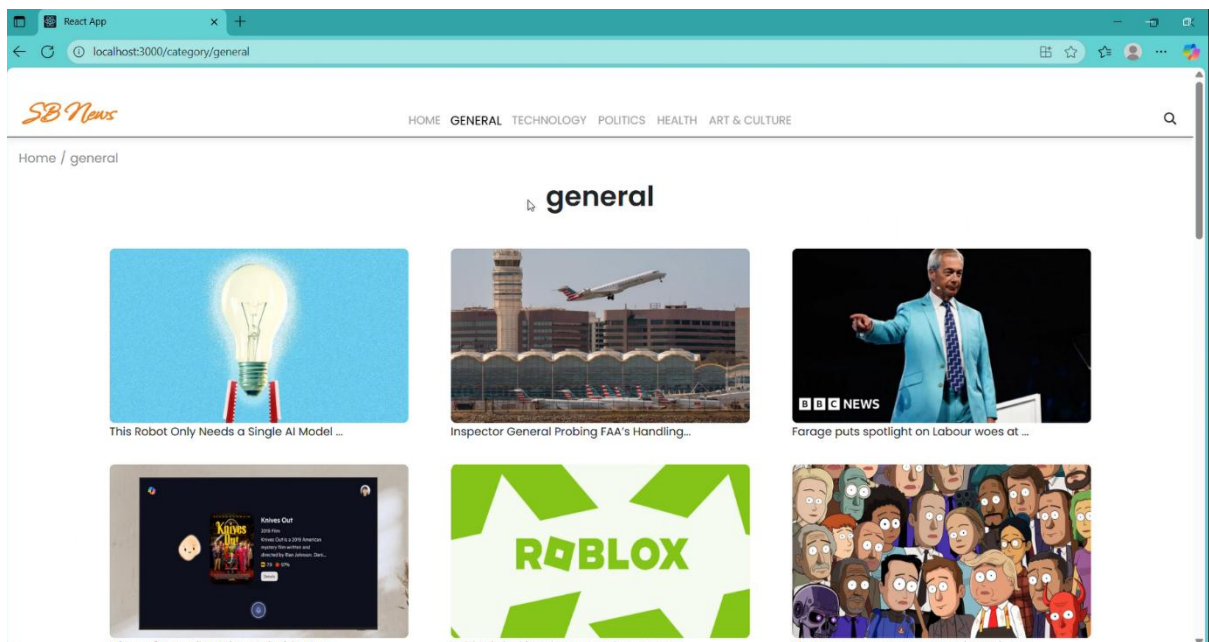 React App
localhost:3000/category/general
SB News
HOME GENERAL TECHNOLOGY POLITICS HEALTH ART & CULTURE
Home / general
general
BBC NEWS
This Robot Only Needs a Single AI Model ...
Inspector General Probing FAA's Handling...
Farage puts spotlight on Labour woes at ...
Knives Out
Knives Out
ROBLOX